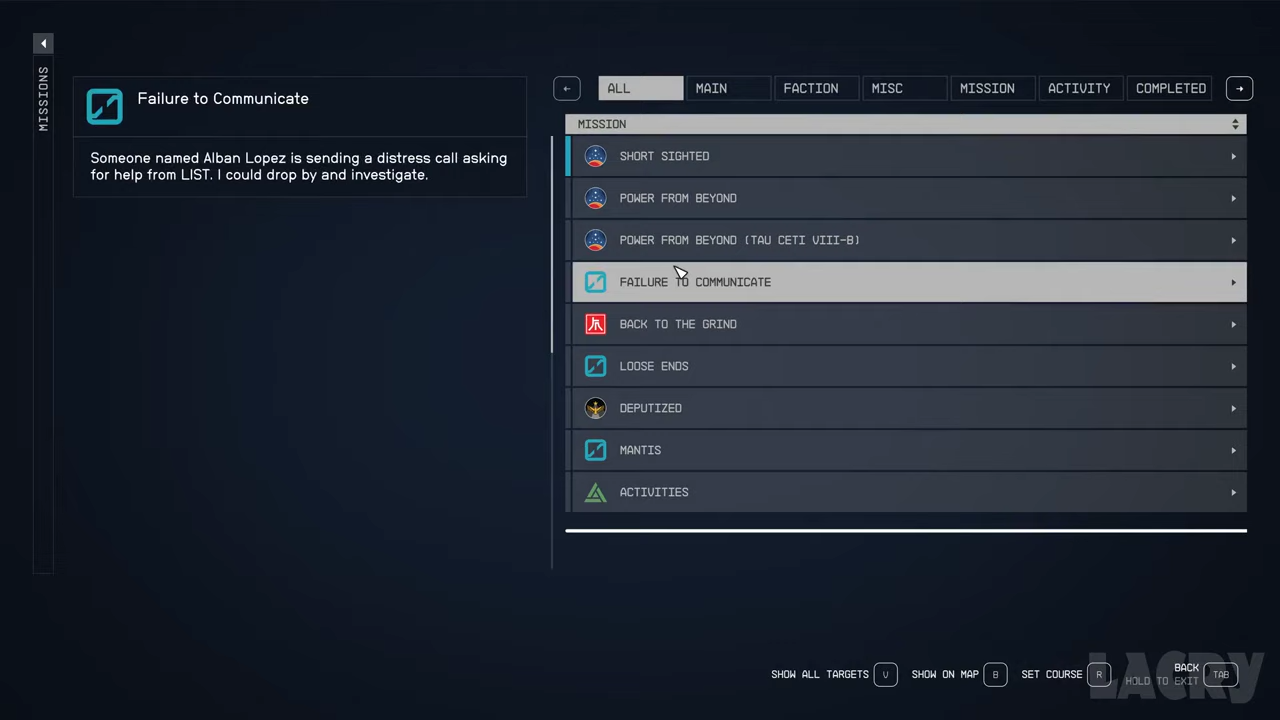 MISSIONS
Failure to Communicate
Someone named Alban Lopez is sending a distress call asking
for help from LIST. I could drop by and investigate.
ALL MAIN FACTION MISC MISSION ACTIVITY COMPLETED
MISSION
SHORT SIGHTED
POWER FROM BEYOND
POWER FROM BEYOND (TAU CETI VIII-B)
FAILURE TO COMMUNICATE
BACK TO THE GRIND
LOOSE ENDS
DEPUTIZED
MANTIS
ACTIVITIES
SHOW ALL TARGETS V SHOW ON MAP B SET COURSE R BACK
HOLD TO EXIT TAB
LACRY